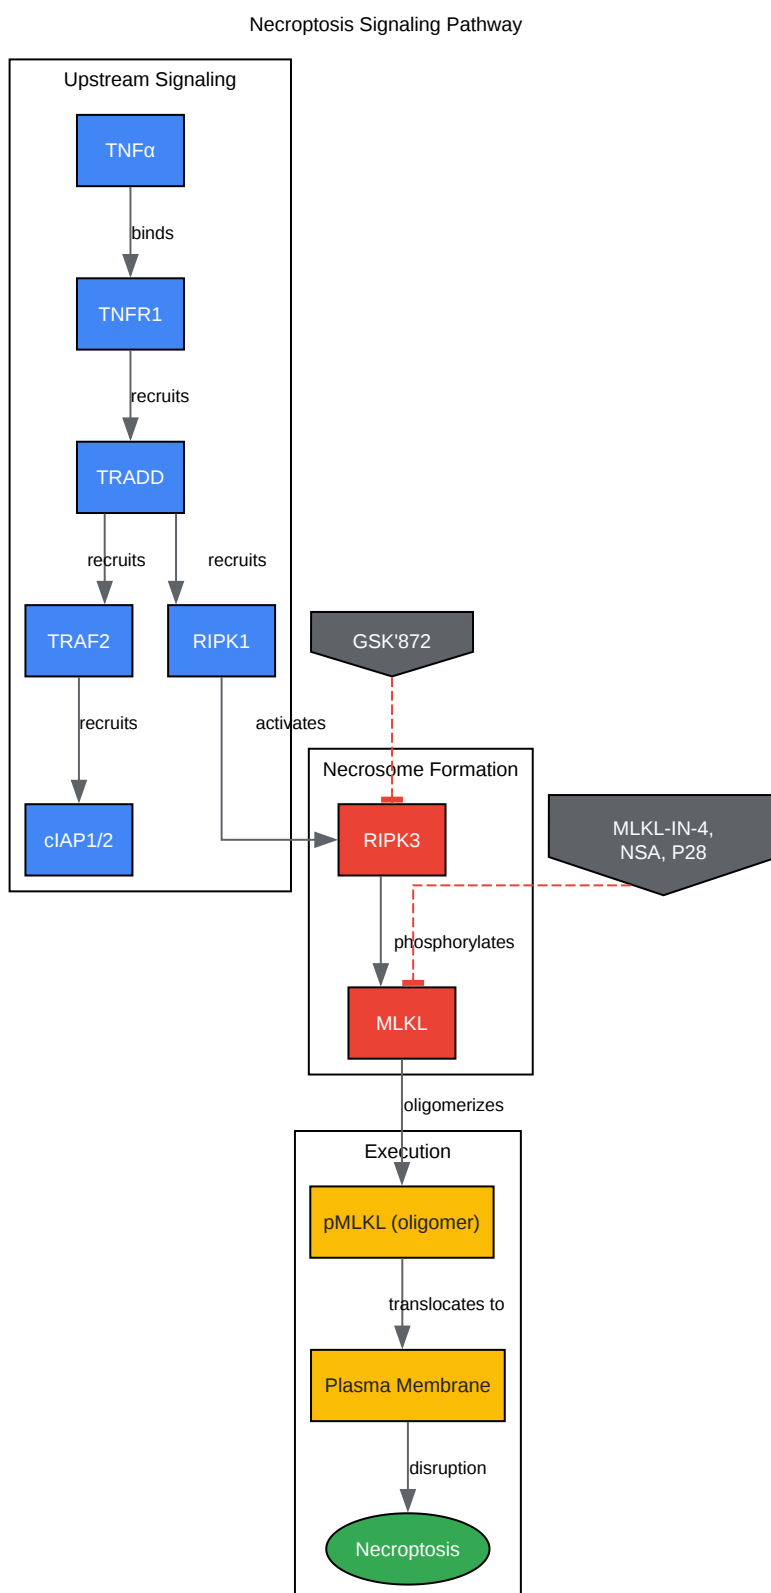 Necroptosis Signaling Pathway
Upstream Signaling
TNFα
binds
TNFR1
recruits
TRADD
recruits
recruits
TRAF2
RIPK1
GSK'872
recruits
activates
Necrosome Formation
cIAP1/2
RIPK3
MLKL-IN-4,
NSA, P28
phosphorylates
MLKL
oligomerizes
Execution
pMLKL (oligomer)
translocates to
Plasma Membrane
disruption
Necroptosis